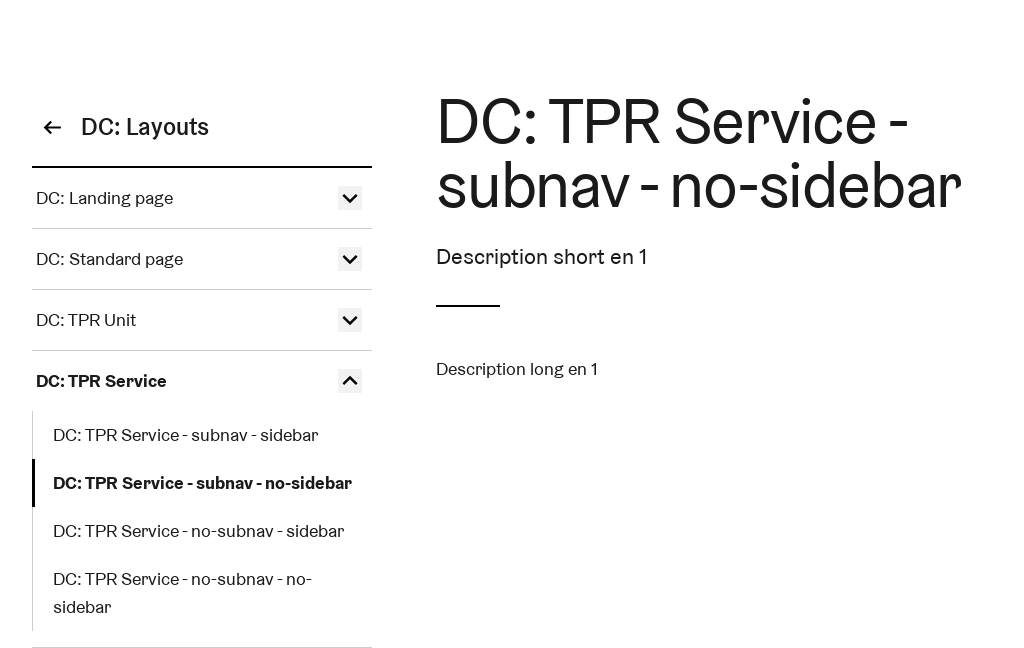 DC: Layouts
DC: Landing page
DC: Standard page
DC: TPR Unit
DC: TPR Service
DC: TPR Service - subnav - sidebar
DC: TPR Service - subnav - no-sidebar
DC: TPR Service - no-subnav - sidebar
DC: TPR Service - no-subnav - no-
sidebar
DC: TPR Service -
subnav - no-sidebar
Description short en 1
Description long en 1